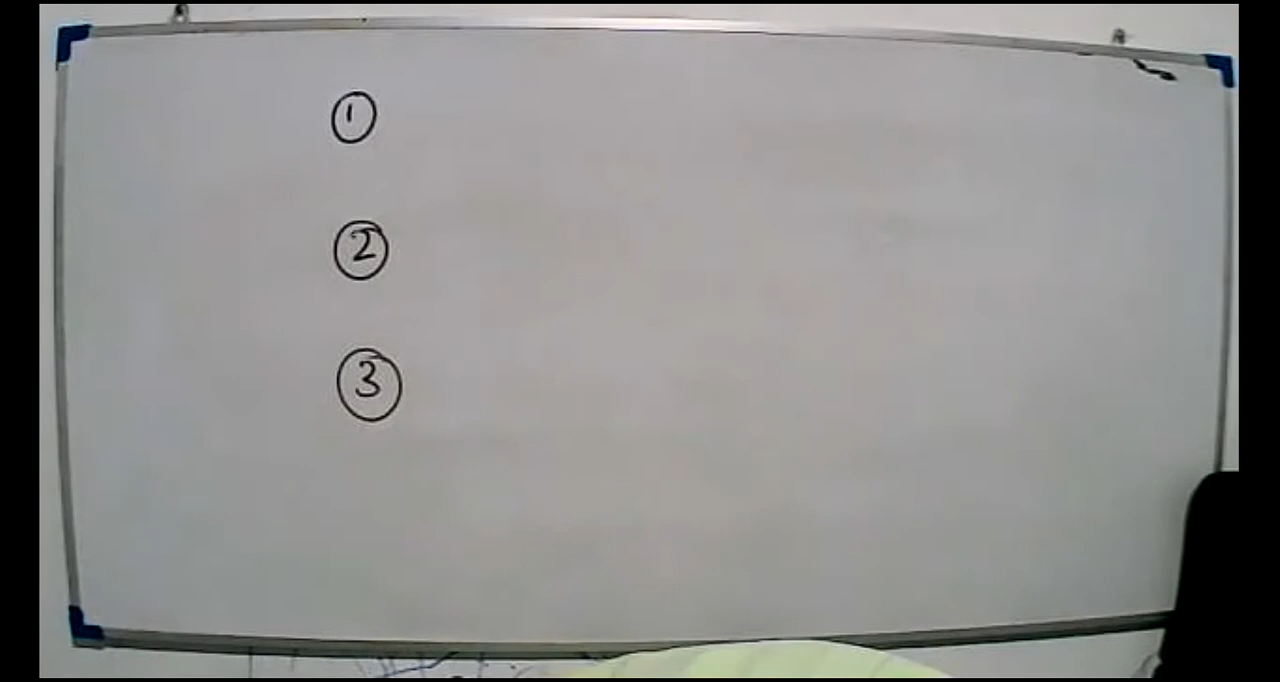 ①
②
③